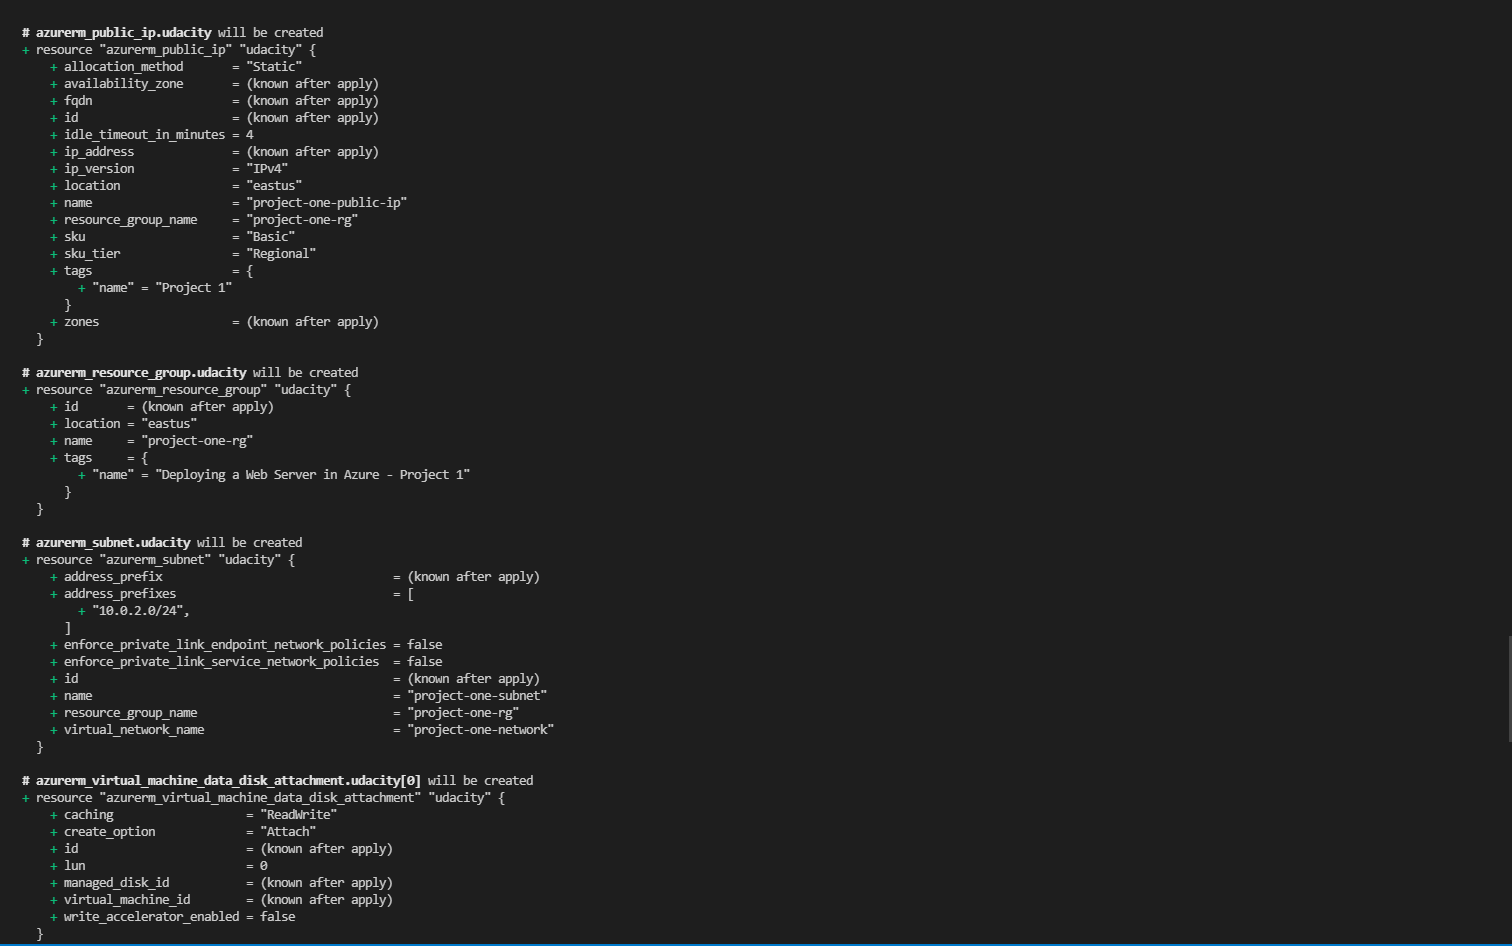 # azurerm_public_ip.udacity will be created
+ resource "azurerm_public_ip" "udacity" {
    + allocation_method       = "Static"
    + availability_zone       = (known after apply)
    + fqdn                    = (known after apply)
    + id                      = (known after apply)
    + idle_timeout_in_minutes = 4
    + ip_address              = (known after apply)
    + ip_version              = "IPv4"
    + location                = "eastus"
    + name                    = "project-one-public-ip"
    + resource_group_name     = "project-one-rg"
    + sku                     = "Basic"
    + sku_tier                = "Regional"
    + tags                    = {
        + "name" = "Project 1"
      }
    + zones                   = (known after apply)
  }
# azurerm_resource_group.udacity will be created
+ resource "azurerm_resource_group" "udacity" {
    + id       = (known after apply)
    + location = "eastus"
    + name     = "project-one-rg"
    + tags     = {
        + "name" = "Deploying a Web Server in Azure - Project 1"
      }
  }
# azurerm_subnet.udacity will be created
+ resource "azurerm_subnet" "udacity" {
    + address_prefix                                 = (known after apply)
    + address_prefixes                               = [
        + "10.0.2.0/24",
      ]
    + enforce_private_link_endpoint_network_policies = false
    + enforce_private_link_service_network_policies  = false
    + id                                             = (known after apply)
    + name                                           = "project-one-subnet"
    + resource_group_name                            = "project-one-rg"
    + virtual_network_name                           = "project-one-network"
  }
# azurerm_virtual_machine_data_disk_attachment.udacity[0] will be created
+ resource "azurerm_virtual_machine_data_disk_attachment" "udacity" {
    + caching                   = "ReadWrite"
    + create_option             = "Attach"
    + id                        = (known after apply)
    + lun                       = 0
    + managed_disk_id           = (known after apply)
    + virtual_machine_id        = (known after apply)
    + write_accelerator_enabled = false
  }